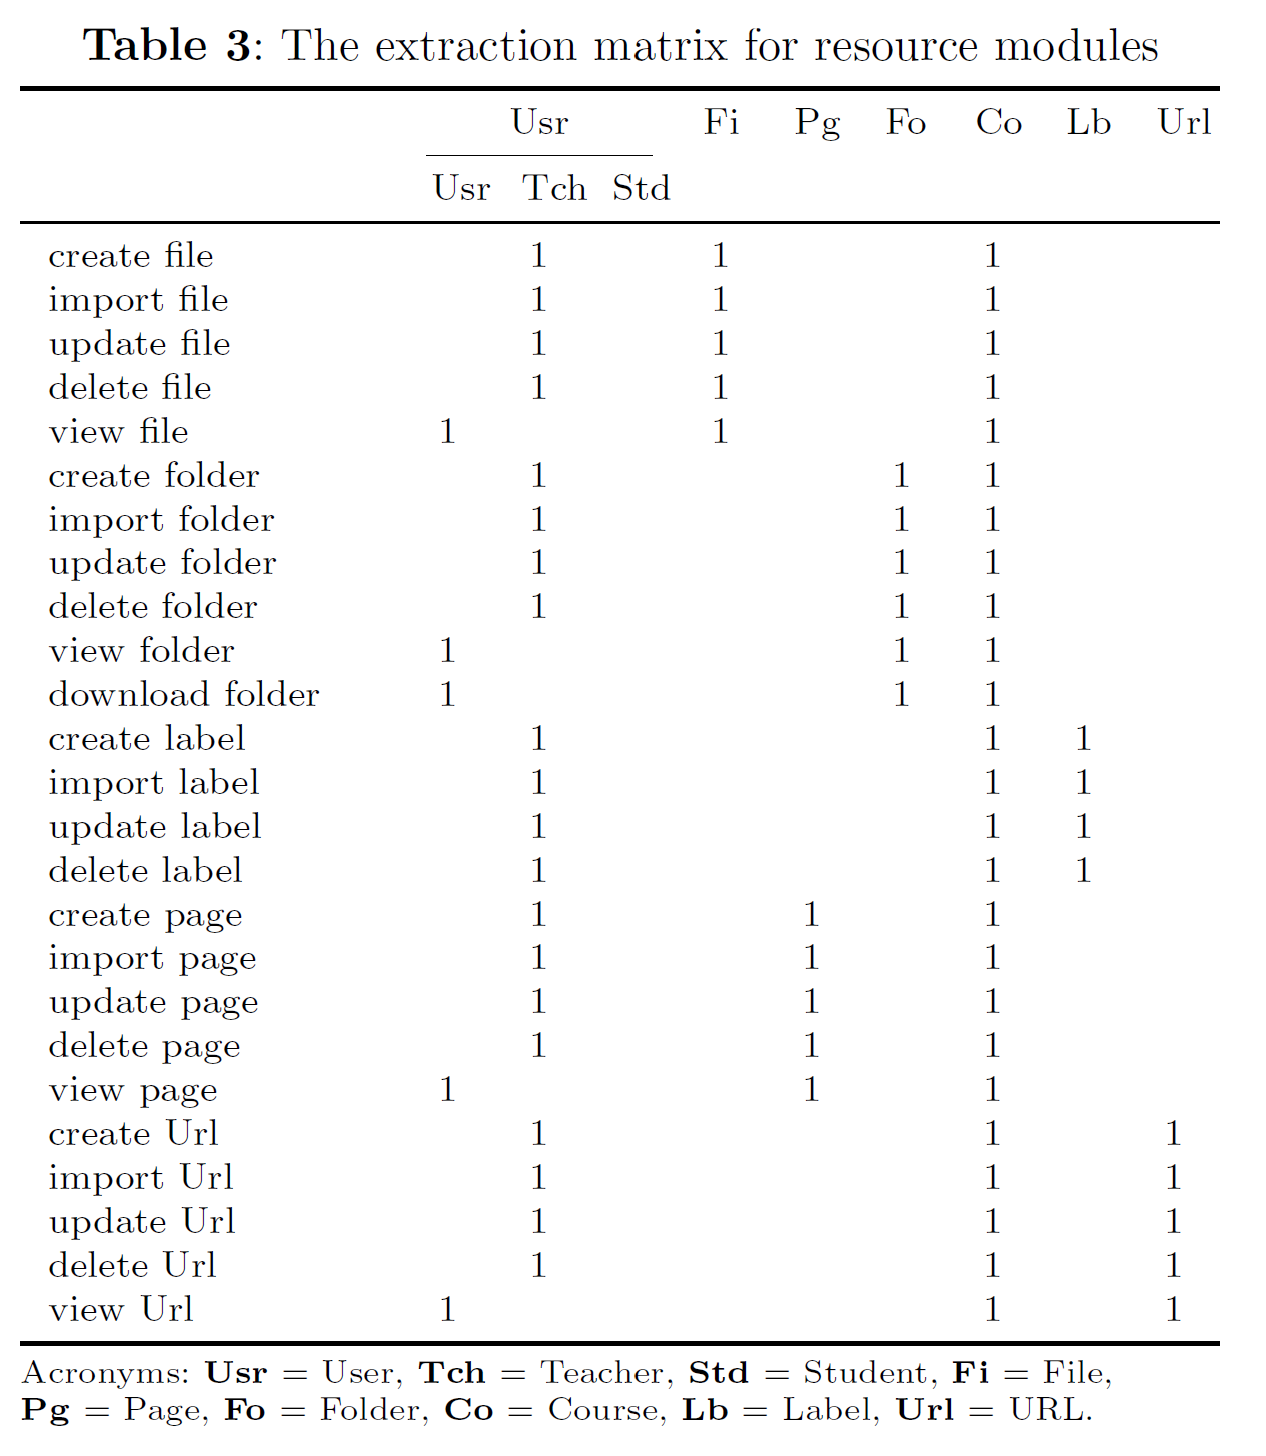 Table 3: The extraction matrix for resource modules
Usr Fi Pg Fo Co Lb Url
Usr Tch Std
create file 1 1 1
import file 1 1 1
update file 1 1 1
delete file 1 1 1
view file 1 1 1
create folder 1 1 1
import folder 1 1 1
update folder 1 1 1
delete folder 1 1 1
view folder 1 1 1
download folder 1 1 1
create label 1 1 1
import label 1 1 1
update label 1 1 1
delete label 1 1 1
create page 1 1 1
import page 1 1 1
update page 1 1 1
delete page 1 1 1
view page 1 1 1
create Url 1 1 1
import Url 1 1 1
update Url 1 1 1
delete Url 1 1 1
view Url 1 1 1
Acronyms: Usr = User, Tch = Teacher, Std = Student, Fi = File,
Pg = Page, Fo = Folder, Co = Course, Lb = Label, Url = URL.